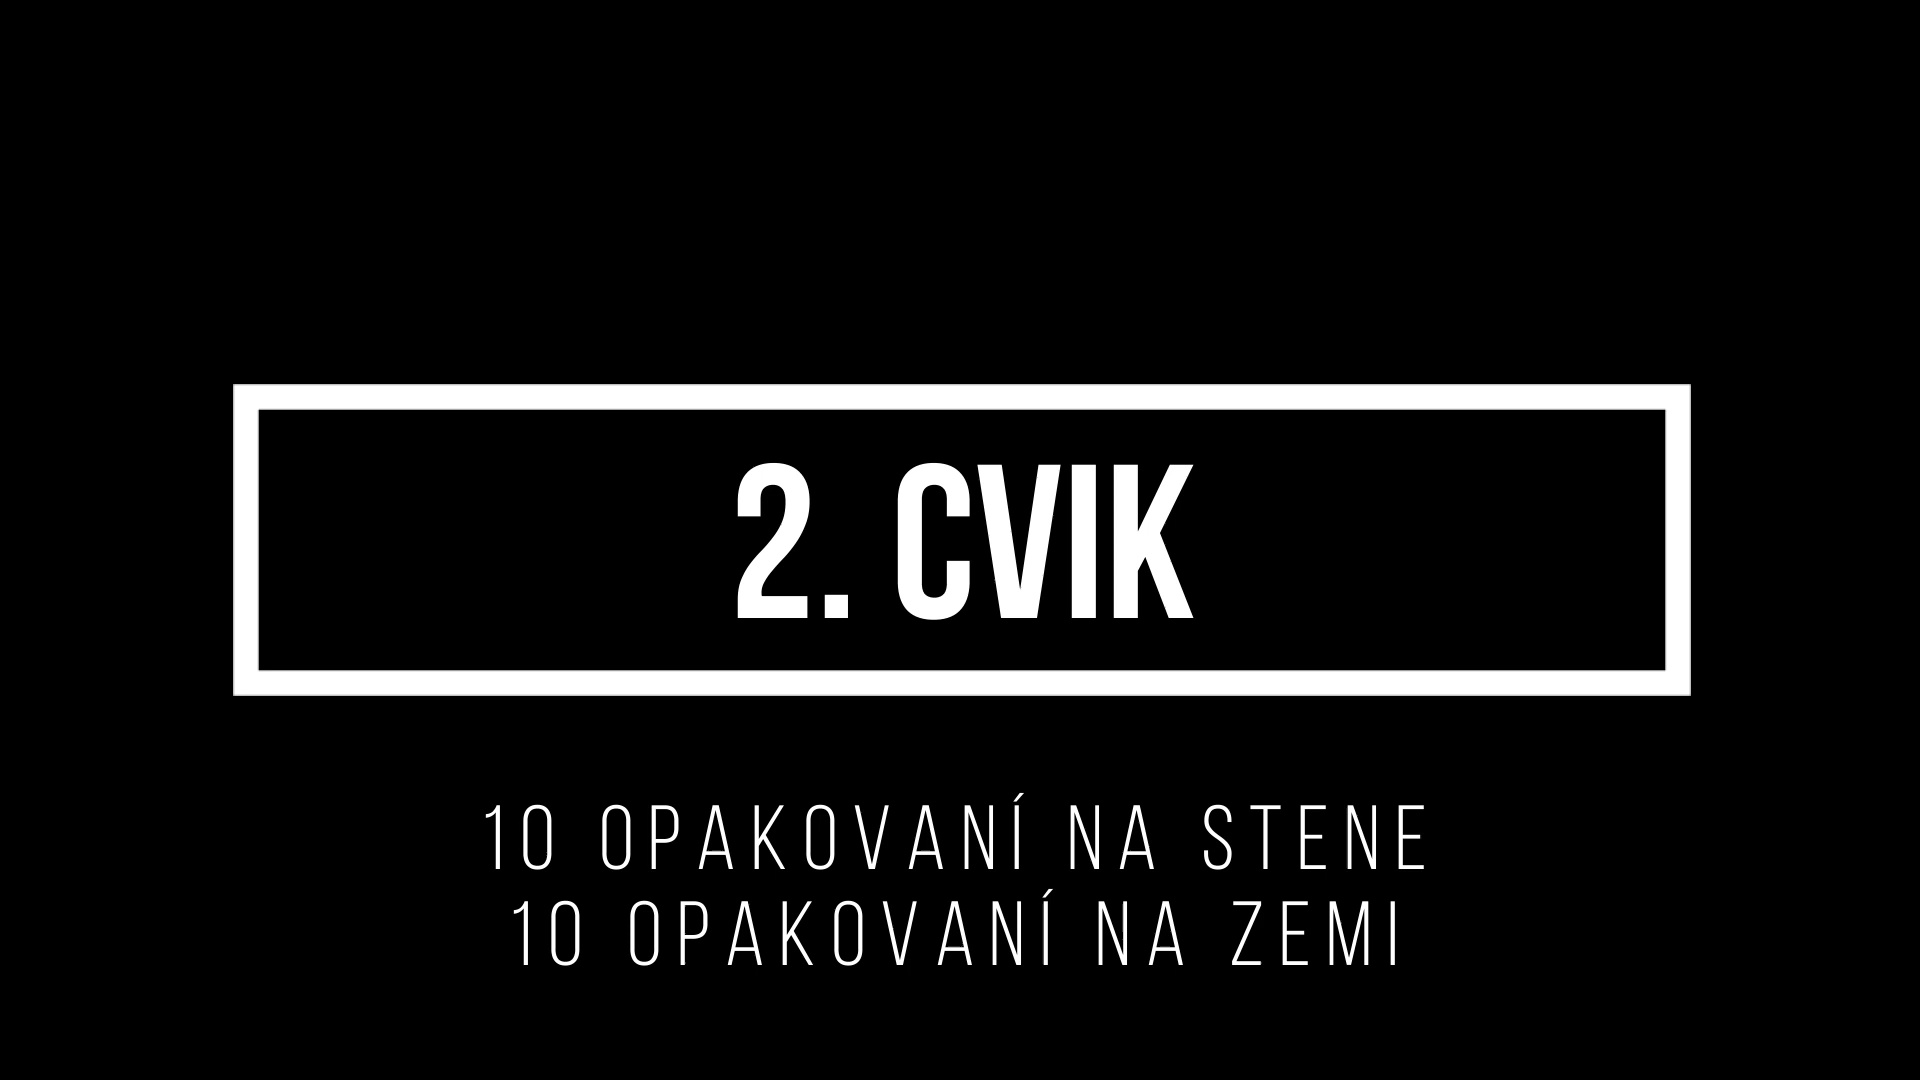 2. CVIK
10 OPAKOVANÍ NA STENE
10 OPAKOVANÍ NA ZEMI